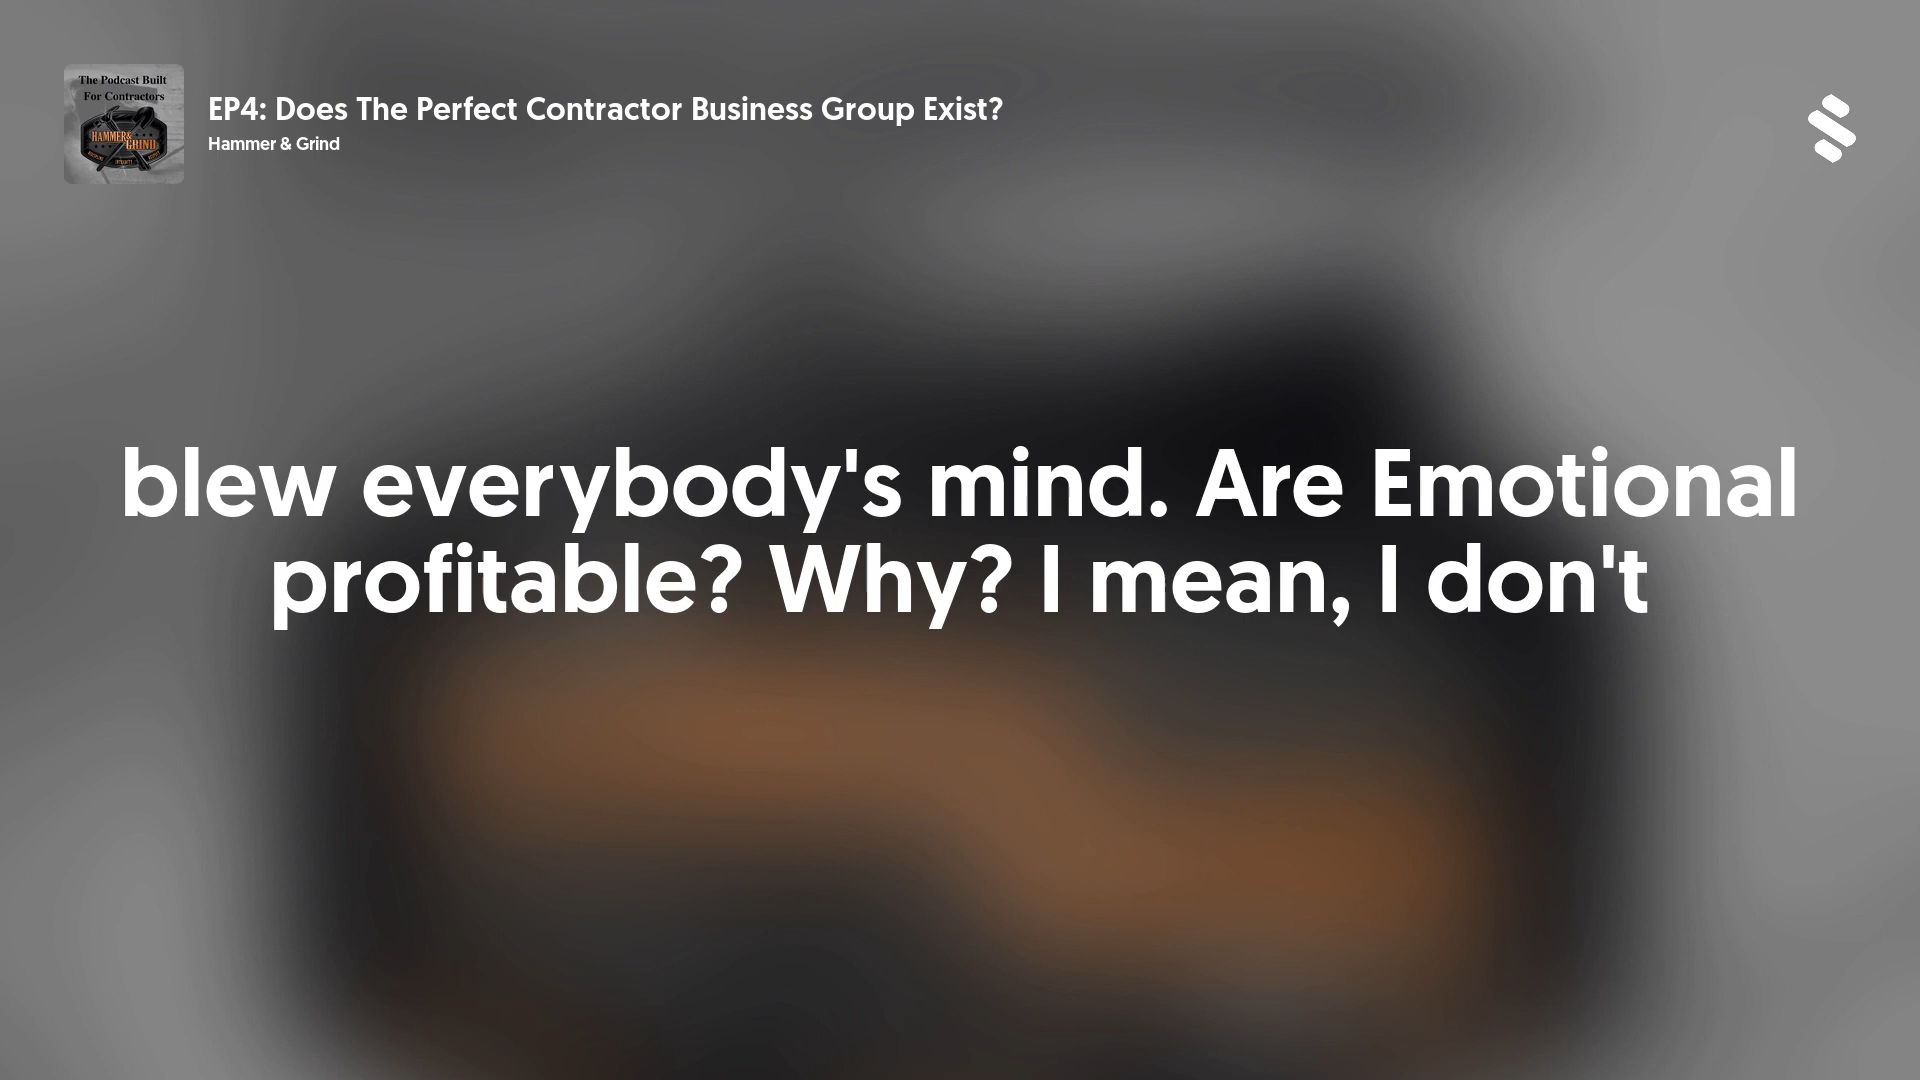 The Podcast Built
For Contractors
HAMMER&
GRIND
EP4: Does The Perfect Contractor Business Group Exist?
Hammer & Grind
blew everybody's mind. Are Emotional
profitable? Why? I mean, I don't